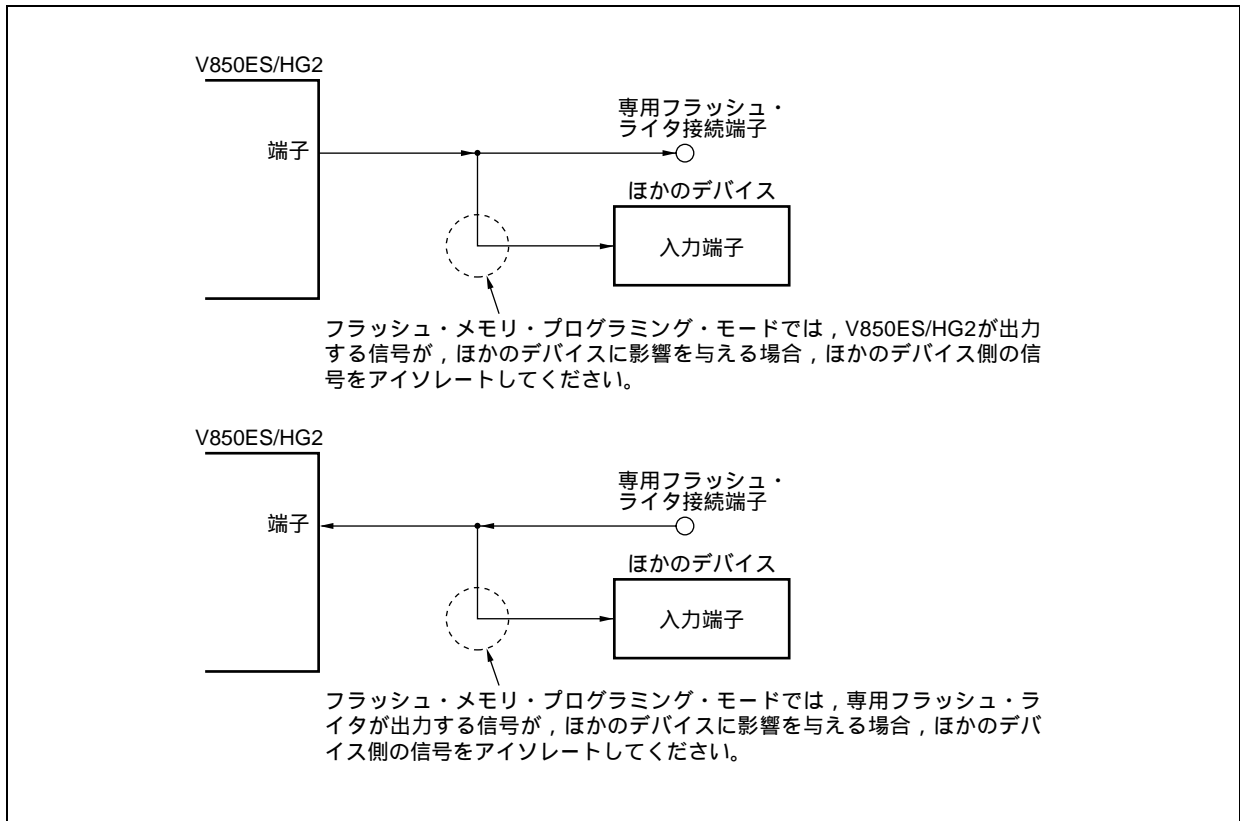 V850ES/HG2
専用フラッシュ・
ライタ接続端子
端子
ほかのデバイス
入力端子
フラッシュ・メモリ・プログラミング・モードでは，V850ES/HG2が出力
する信号が，ほかのデバイスに影響を与える場合，ほかのデバイス側の信
号をアイソレートしてください。
V850ES/HG2
専用フラッシュ・
ライタ接続端子
端子
ほかのデバイス
入力端子
フラッシュ・メモリ・プログラミング・モードでは，専用フラッシュ・ラ
イタが出力する信号が，ほかのデバイスに影響を与える場合，ほかのデバ
イス側の信号をアイソレートしてください。